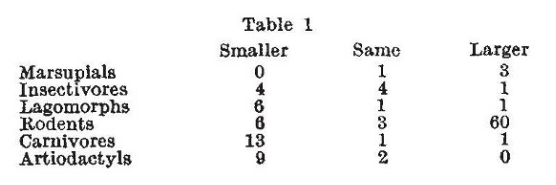 Table 1
Smaller Same Larger
Marsupials 0 1 3
Insectivores 4 4 1
Lagomorphs 6 1 1
Rodents 6 3 60
Carnivores 13 1 1
Artiodactyls 9 2 0